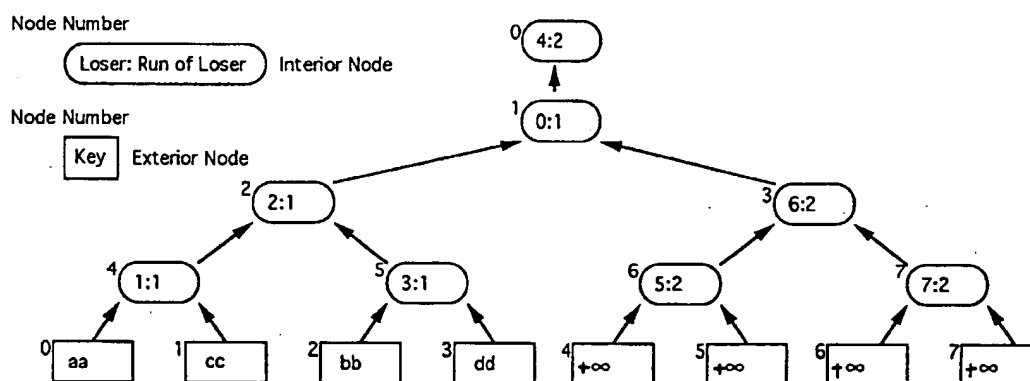 Node Number
Loser: Run of Loser Interior Node
Node Number
Key Exterior Node
0 4:2
1 0:1
2 2:1
3 6:2
4 1:1
5 3:1
6 5:2
7 7:2
0 aa
1 cc
2 bb
3 dd
4 +∞
5 +∞
6 +∞
7 +∞